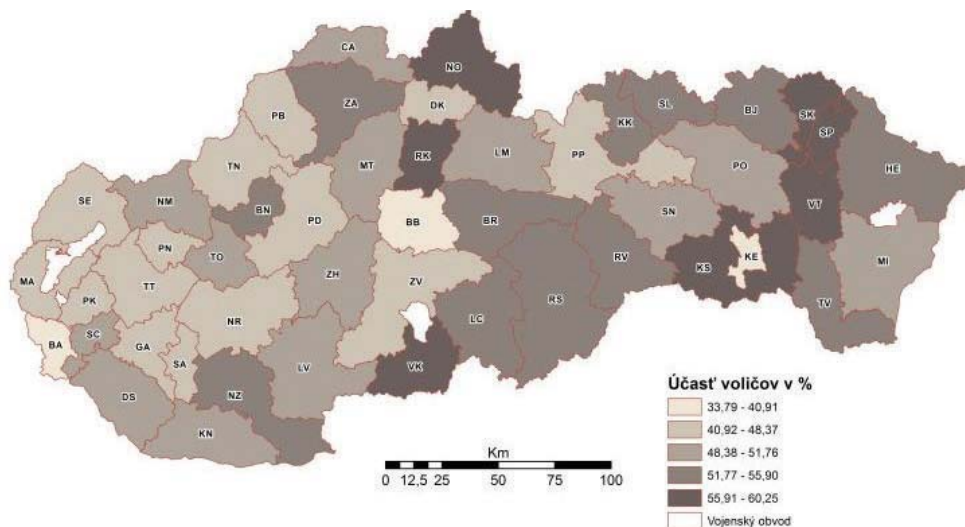 CA
NO
ZA
DK
PB
KK
SL
BJ
SK
SP
RK
MT
LM
PP
PO
HE
TN
SE
NM
BN
PD
BB
BR
SN
VT
PN
TO
ZH
ZV
RV
KS
KE
MI
MA
PK
TT
NR
RS
TV
BA
SC
GA
SA
LV
LC
VK
DS
NZ
KN
Účasť voličov v %
33,79 - 40,91
40,92 - 48,37
48,38 - 51,76
51,77 - 55,90
55,91 - 60,25
Vojenský obvod
Km
0 12,5 25 50 75 100